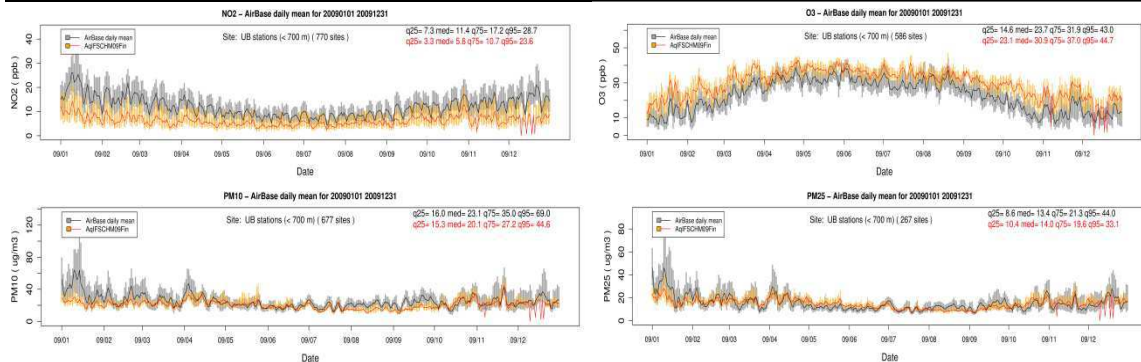 NO2 − AirBase daily mean for 20090101 20091231
AirBase daily mean
AqIFSCHM09Fin
Site: UB stations (< 700 m) ( 770 sites )
q25= 7.3 med= 11.4 q75= 17.2 q95= 28.7
q25= 3.3 med= 5.8 q75= 10.7 q95= 23.6
NO2 ( ppb )
0 10 20 30 40
09/01 09/02 09/03 09/04 09/05 09/06 09/07 09/08 09/09 09/10 09/11 09/12
Date
O3 − AirBase daily mean for 20090101 20091231
AirBase daily mean
AqIFSCHM09Fin
Site: UB stations (< 700 m) ( 586 sites )
q25= 14.6 med= 23.7 q75= 31.9 q95= 43.0
q25= 23.1 med= 30.9 q75= 37.0 q95= 44.7
O3 ( ppb )
0 10 30 50
09/01 09/02 09/03 09/04 09/05 09/06 09/07 09/08 09/09 09/10 09/11 09/12
Date
PM10 − AirBase daily mean for 20090101 20091231
AirBase daily mean
AqIFSCHM09Fin
Site: UB stations (< 700 m) ( 677 sites )
q25= 16.0 med= 23.1 q75= 35.0 q95= 69.0
q25= 15.3 med= 20.1 q75= 27.2 q95= 44.6
PM10 ( ug/m3 )
0 40 80 120
09/01 09/02 09/03 09/04 09/05 09/06 09/07 09/08 09/09 09/10 09/11 09/12
Date
PM25 − AirBase daily mean for 20090101 20091231
AirBase daily mean
AqIFSCHM09Fin
Site: UB stations (< 700 m) ( 267 sites )
q25= 8.6 med= 13.4 q75= 21.3 q95= 44.0
q25= 10.4 med= 14.0 q75= 19.6 q95= 33.1
PM25 ( ug/m3 )
0 20 40 60 80
09/01 09/02 09/03 09/04 09/05 09/06 09/07 09/08 09/09 09/10 09/11 09/12
Date